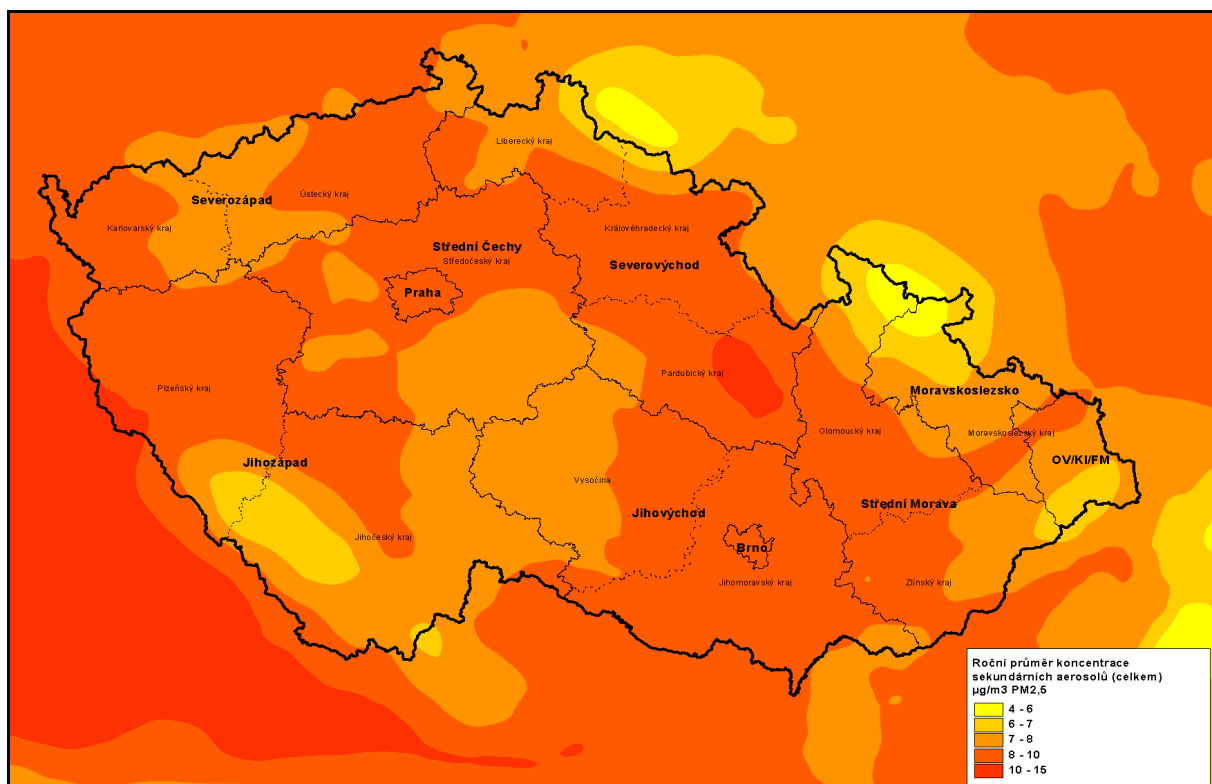 Liberecký kraj
Ústecký kraj
Severozápad
Karlovarský kraj
Královéhradecký kraj
Střední Čechy
Středočeský kraj
Severovýchod
Praha
Pardubický kraj
Plzeňský kraj
Moravskoslezsko
Olomoucký kraj
Moravskoslezský kraj
OV/KI/FM
Jihozápad
Vysočina
Střední Morava
Jihovýchod
Jihočeský kraj
Brno
Jihomoravský kraj
Zlínský kraj
Roční průměr koncentrace
sekundárních aerosolů (celkem)
µg/m3 PM2,5
4 - 6
6 - 7
7 - 8
8 - 10
10 - 15